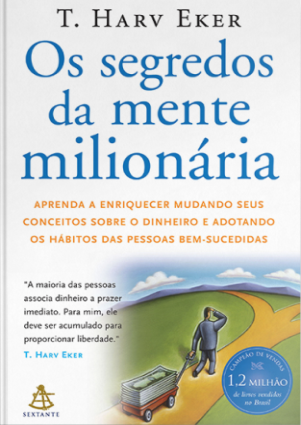 T. Harv Eker
Os segredos
da mente
milionária
APRENDA A ENRIQUECER MUDANDO SEUS
CONCEITOS SOBRE O DINHEIRO E ADOTANDO
OS HÁBITOS DAS PESSOAS BEM-SUCEDIDAS
"A maioria das pessoas
associa dinheiro a prazer
imediato. Para mim, ele
deve ser acumulado para
proporcionar liberdade."
T. HARV EKER
SEXTANTE
CAMPEÃO DE VENDAS
1,2 MILHÃO
de livros vendidos
no Brasil